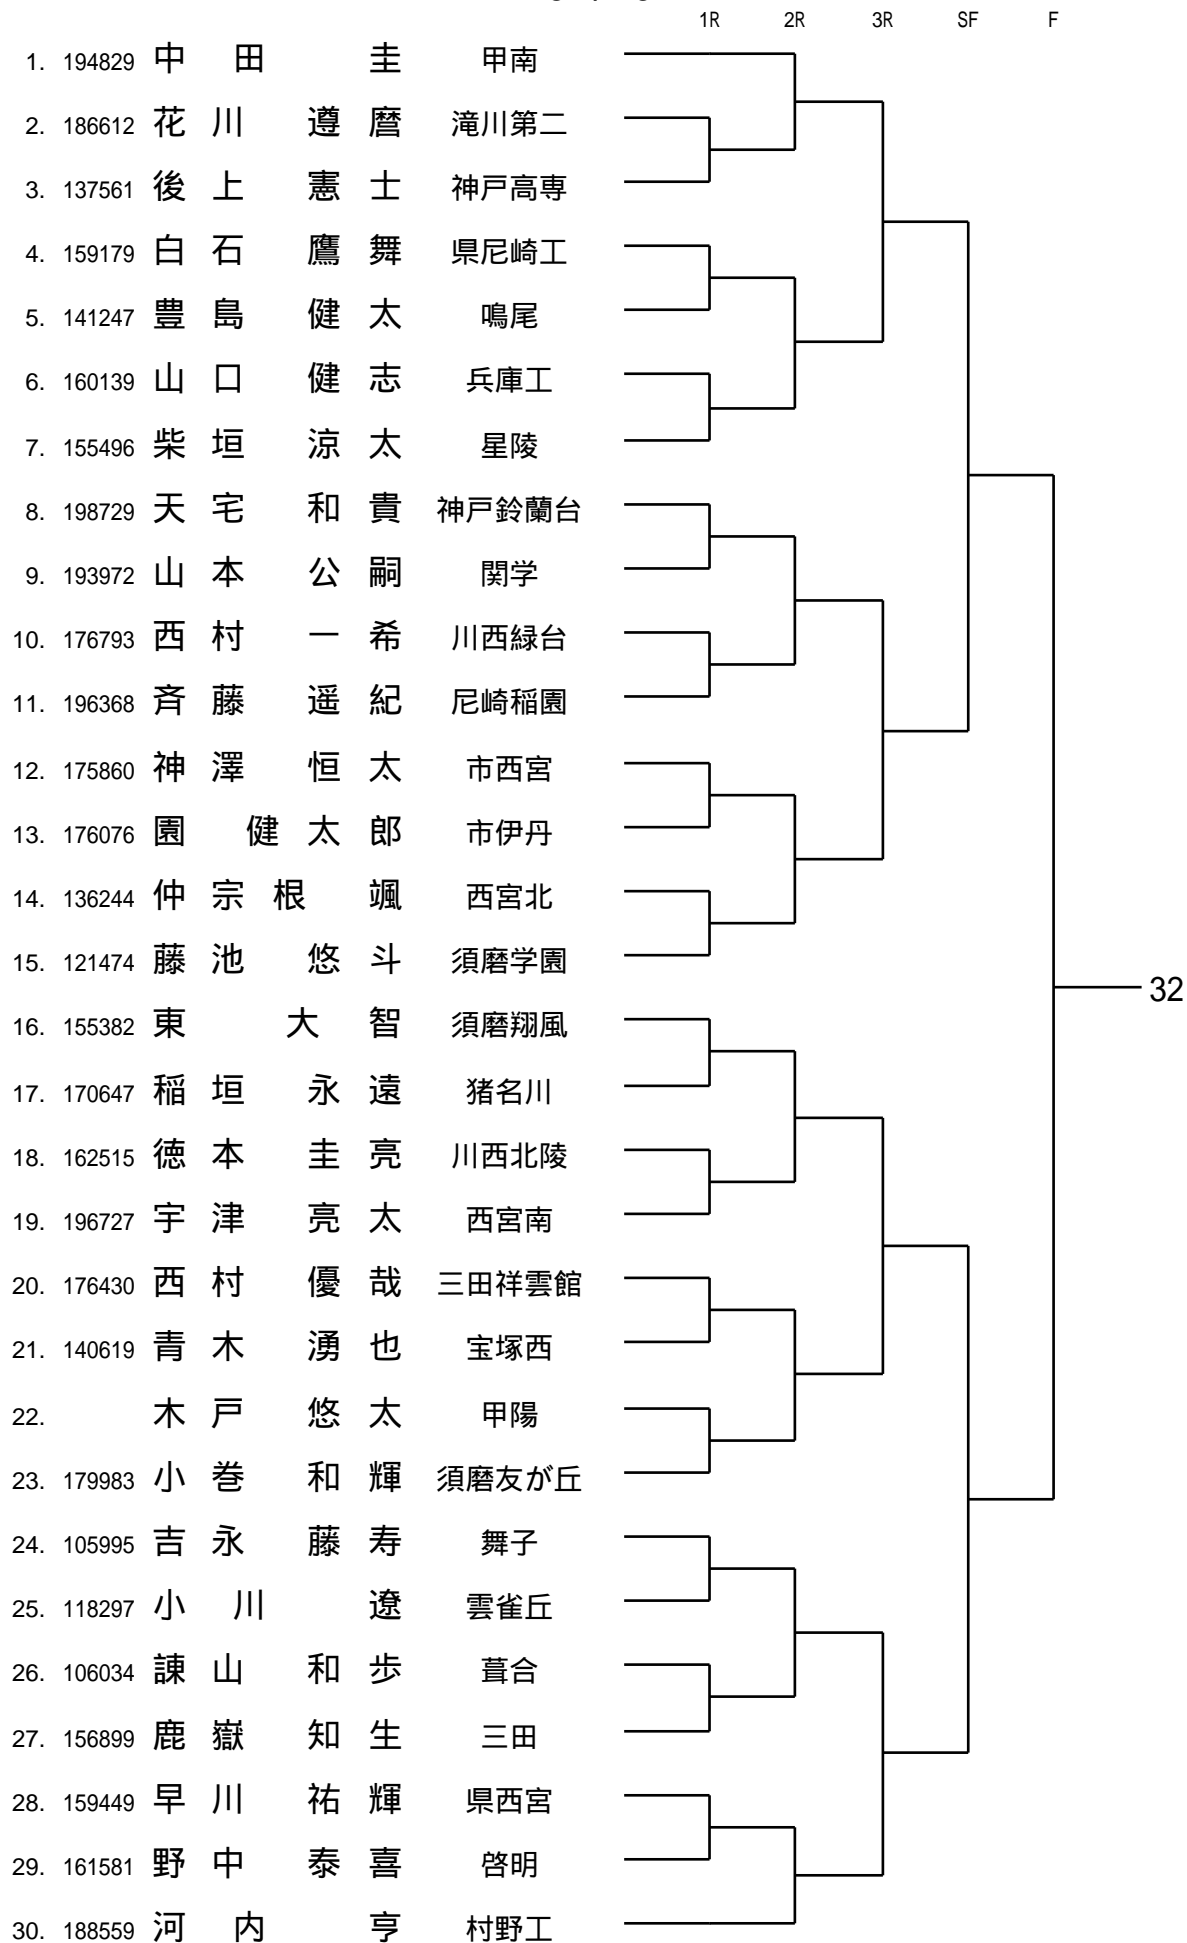 1R 2R 3R SF F
1. 194829 中田 圭 甲南
2. 186612 花川 遵麿 滝川第二
3. 137561 後上 憲士 神戸高専
4. 159179 白石 鷹舞 県尼崎工
5. 141247 豊島 健太 鳴尾
6. 160139 山口 健志 兵庫工
7. 155496 柴垣 涼太 星陵
8. 198729 天宅 和貴 神戸鈴蘭台
9. 193972 山本 公嗣 関学
10. 176793 西村 一希 川西緑台
11. 196368 斉藤 遥紀 尼崎稲園
12. 175860 神澤 恒太 市西宮
13. 176076 園 健太郎 市伊丹
14. 136244 仲宗根 颯 西宮北
15. 121474 藤池 悠斗 須磨学園
32
16. 155382 東 大智 須磨翔風
17. 170647 稲垣 永遠 猪名川
18. 162515 徳本 圭亮 川西北陵
19. 196727 宇津 亮太 西宮南
20. 176430 西村 優哉 三田祥雲館
21. 140619 青木 湧也 宝塚西
22. 木戸 悠太 甲陽
23. 179983 小巻 和輝 須磨友が丘
24. 105995 吉永 藤寿 舞子
25. 118297 小川 遼 雲雀丘
26. 106034 諌山 和歩 葺合
27. 156899 鹿嶽 知生 三田
28. 159449 早川 祐輝 県西宮
29. 161581 野中 泰喜 啓明
30. 188559 河内 亨 村野工